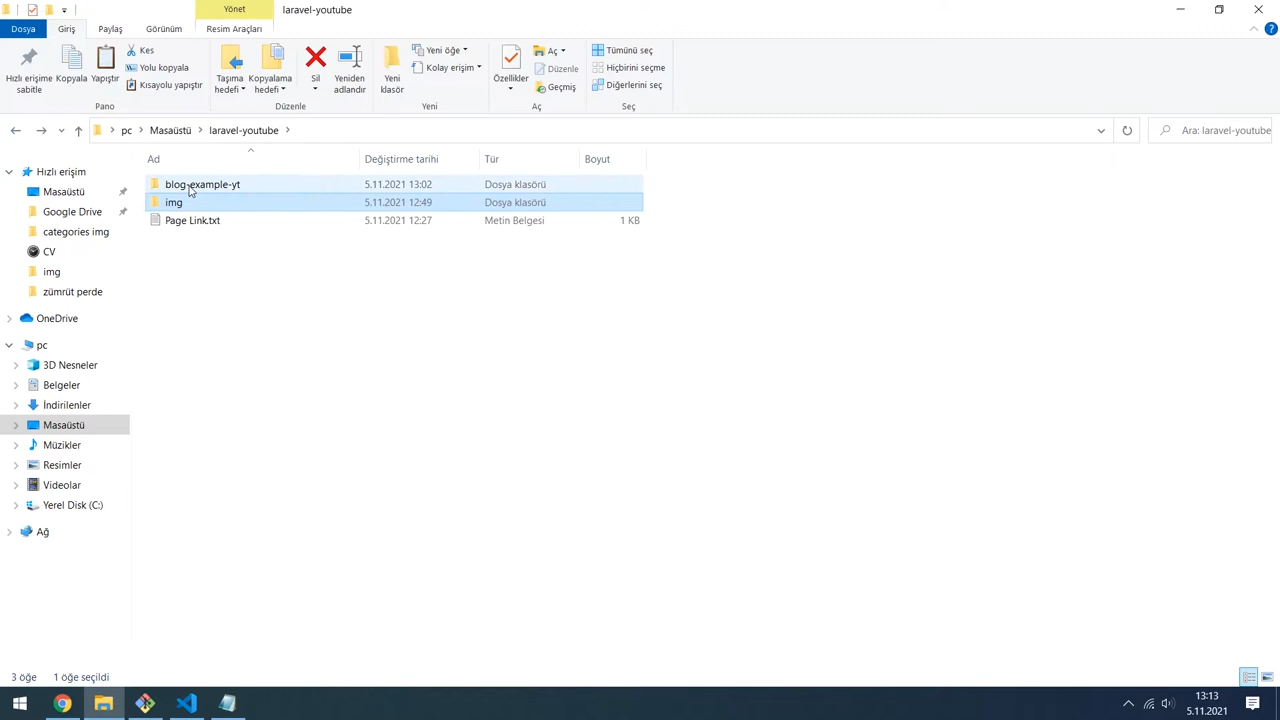 Yönet
laravel-youtube
Dosya
Giriş
Paylaş
Görünüm
Resim Araçları
Hızlı erişime sabitle
Kopyala
Yapıştır
Kes
Yolu kopyala
Kısayolu yapıştır
Pano
Taşıma hedefi
Kopyalama hedefi
Sil
Yeniden adlandır
Düzenle
Yeni klasör
Yeni öğe
Kolay erişim
Yeni
Özellikler
Aç
Düzenle
Geçmiş
Aç
Tümünü seç
Hiçbirini seçme
Diğerlerini seç
Seç
pc > Masaüstü > laravel-youtube >
Ara: laravel-youtube
Ad Değiştirme tarihi Tür Boyut
blog-example-yt 5.11.2021 13:02 Dosya klasörü
img 5.11.2021 12:49 Dosya klasörü
Page Link.txt 5.11.2021 12:27 Metin Belgesi 1 KB
Hızlı erişim
Masaüstü
Google Drive
categories img
CV
img
zümrüt perde
OneDrive
pc
3D Nesneler
Belgeler
İndirilenler
Masaüstü
Müzikler
Resimler
Videolar
Yerel Disk (C:)
Ağ
3 öğe 1 öğe seçildi
13:13
5.11.2021